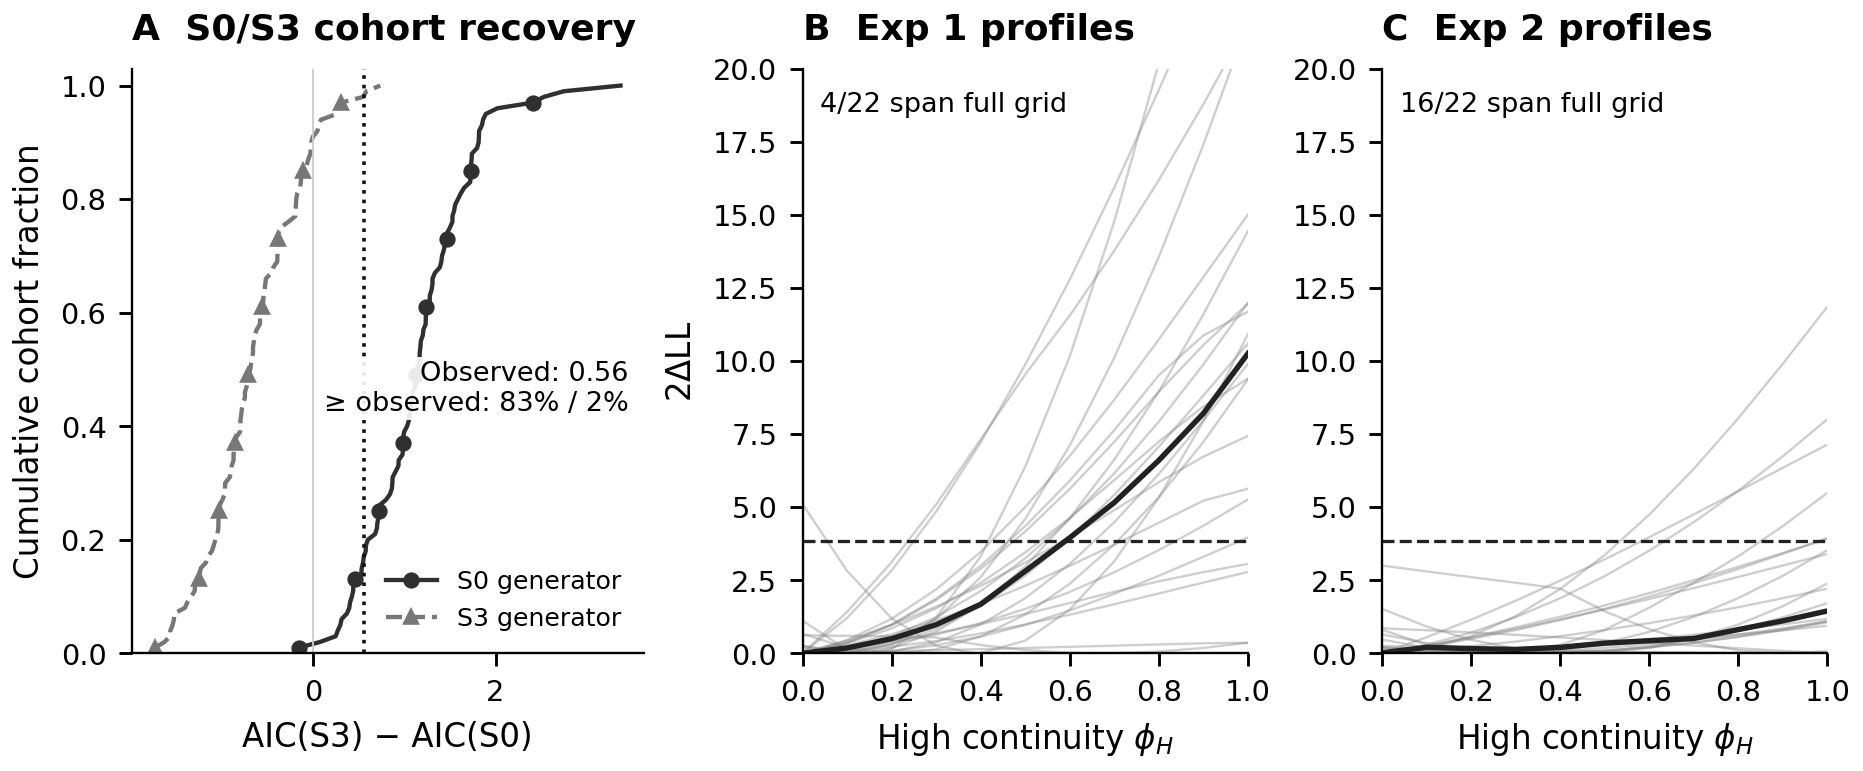 A S0/S3 cohort recovery
Cumulative cohort fraction
1.0
0.8
0.6
0.4
0.2
0.0
Observed: 0.56
≥ observed: 83% / 2%
S0 generator
S3 generator
0 2
AIC(S3) − AIC(S0)
B Exp 1 profiles
2ΔLL
20.0
17.5
15.0
12.5
10.0
7.5
5.0
2.5
0.0
4/22 span full grid
0.0 0.2 0.4 0.6 0.8 1.0
High continuity ϕ_H
C Exp 2 profiles
20.0
17.5
15.0
12.5
10.0
7.5
5.0
2.5
0.0
16/22 span full grid
0.0 0.2 0.4 0.6 0.8 1.0
High continuity ϕ_H